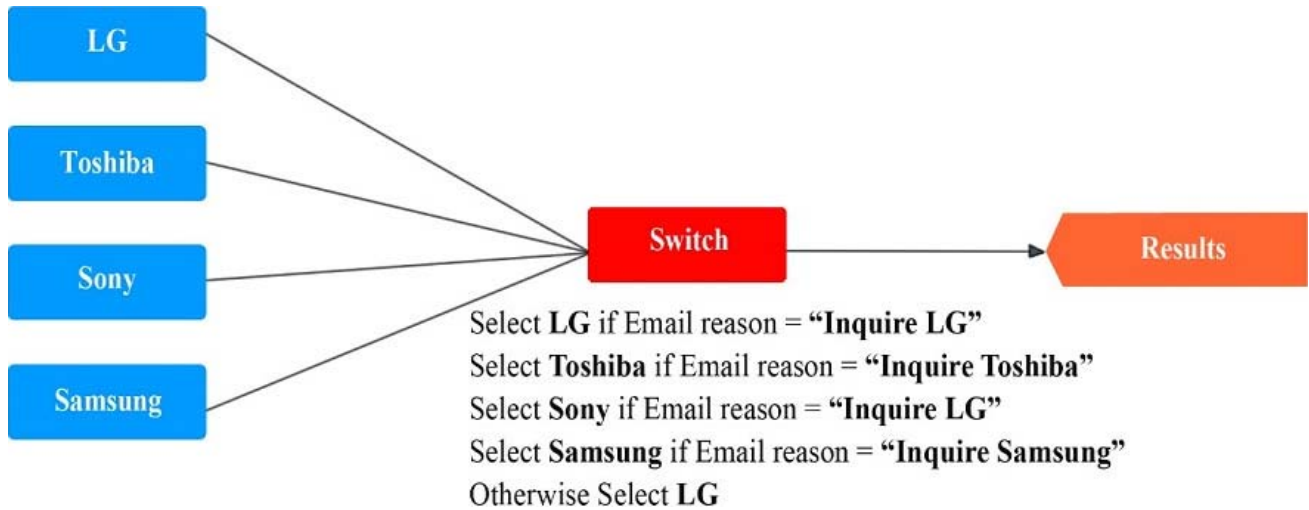 LG
Toshiba
Sony
Samsung
Switch
Results
Select LG if Email reason = “Inquire LG”
Select Toshiba if Email reason = “Inquire Toshiba”
Select Sony if Email reason = “Inquire LG”
Select Samsung if Email reason = “Inquire Samsung”
Otherwise Select LG